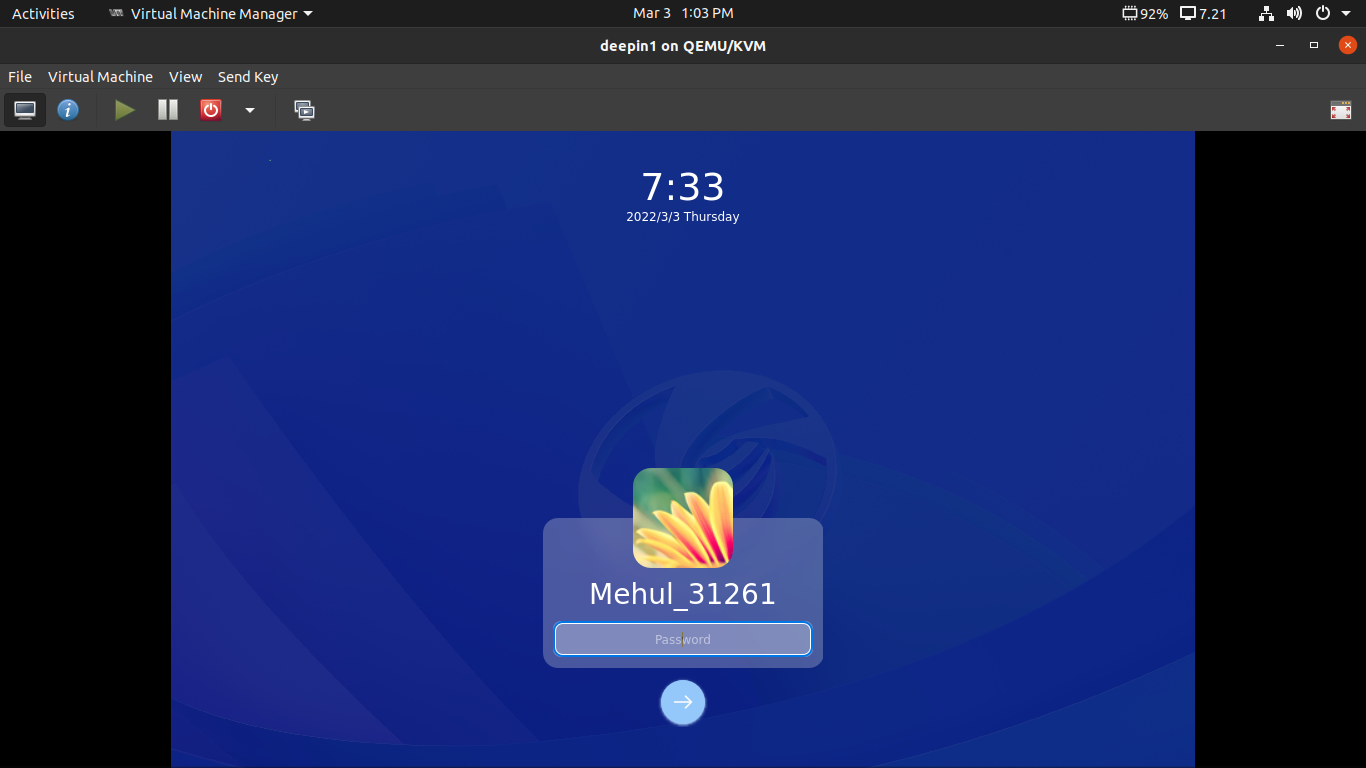 Activities Virtual Machine Manager Mar 3 1:03 PM 92% 7.21
deepin1 on QEMU/KVM
File Virtual Machine View Send Key
7:33
2022/3/3 Thursday
Mehul_31261
Password